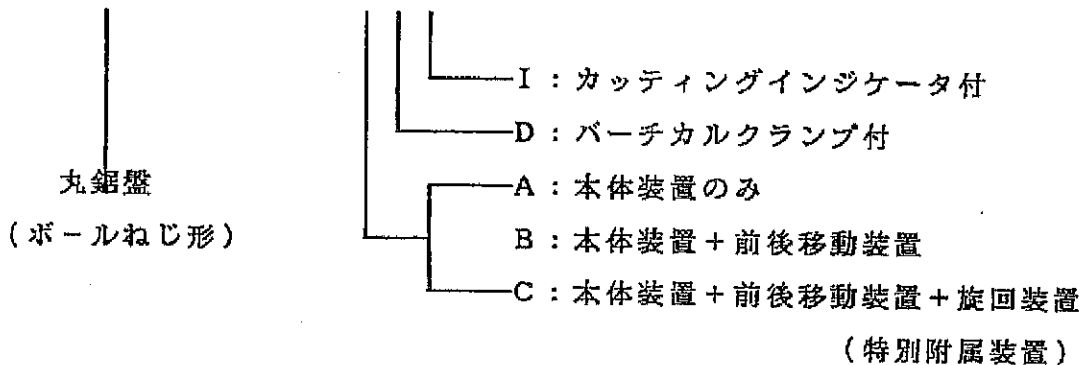 I：カッティングインジケータ付
D：バーチカルクランプ付
丸鋸盤
(ボールねじ形)
A：本体装置のみ
B：本体装置＋前後移動装置
C：本体装置＋前後移動装置＋旋回装置
(特別附属装置)